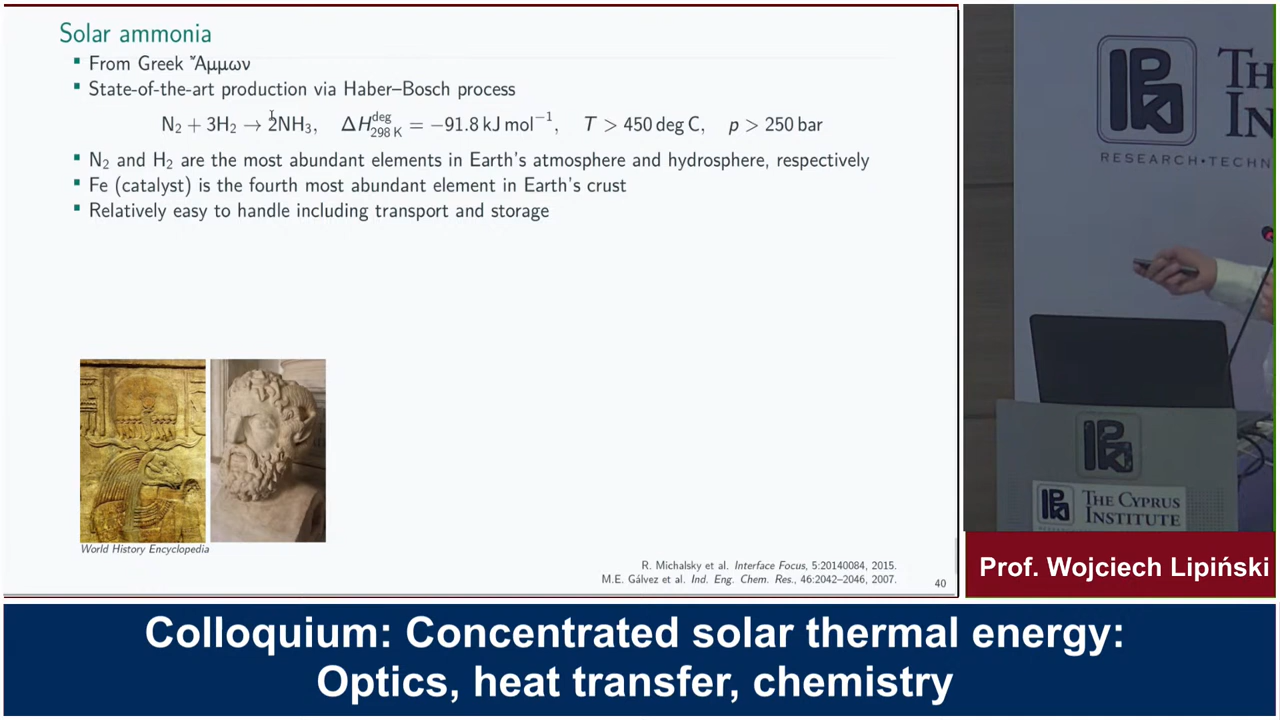 Solar ammonia
▪ From Greek Ἄμμων
▪ State-of-the-art production via Haber–Bosch process
N₂ + 3H₂ → 2NH₃, ΔH^deg_298 K = −91.8 kJ mol⁻¹, T > 450 deg C, p > 250 bar
▪ N₂ and H₂ are the most abundant elements in Earth's atmosphere and hydrosphere, respectively
▪ Fe (catalyst) is the fourth most abundant element in Earth's crust
▪ Relatively easy to handle including transport and storage
World History Encyclopedia
R. Michalsky et al. Interface Focus, 5:20140084, 2015.
M.E. Gálvez et al. Ind. Eng. Chem. Res., 46:2042–2046, 2007.
40
RESEARCH•TECHN
THE CYPRUS
INSTITUTE
Prof. Wojciech Lipiński
Colloquium: Concentrated solar thermal energy:
Optics, heat transfer, chemistry